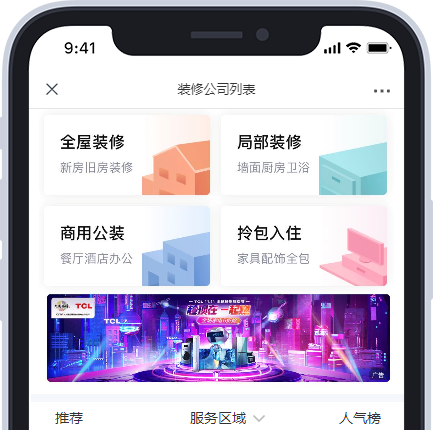 9:41
装修公司列表
全屋装修
新房旧房装修
局部装修
墙面厨房卫浴
商用公装
餐厅酒店办公
拎包入住
家具配饰全包
TCL
广告
推荐
服务区域
人气榜